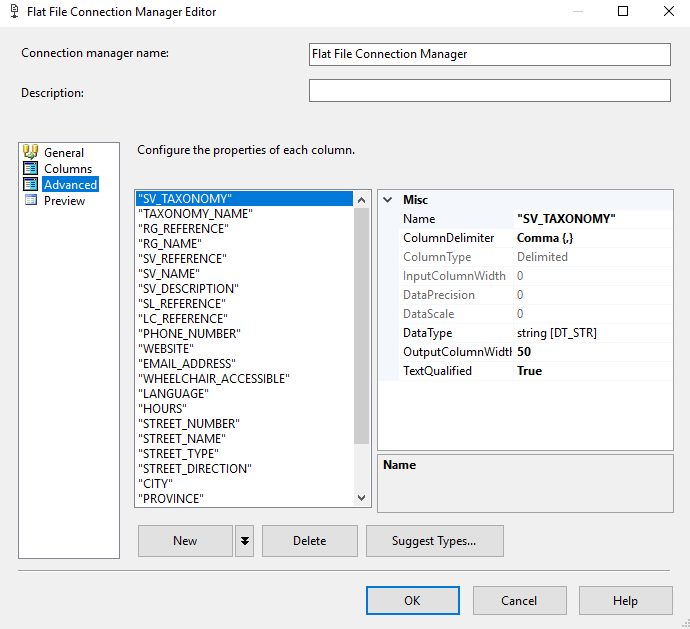 Flat File Connection Manager Editor
Connection manager name:
Flat File Connection Manager
Description:
General
Columns
Advanced
Preview
Configure the properties of each column.
"SV_TAXONOMY"
"TAXONOMY_NAME"
"RG_REFERENCE"
"RG_NAME"
"SV_REFERENCE"
"SV_NAME"
"SV_DESCRIPTION"
"SL_REFERENCE"
"LC_REFERENCE"
"PHONE_NUMBER"
"WEBSITE"
"EMAIL_ADDRESS"
"WHEELCHAIR_ACCESSIBLE"
"LANGUAGE"
"HOURS"
"STREET_NUMBER"
"STREET_NAME"
"STREET_TYPE"
"STREET_DIRECTION"
"CITY"
"PROVINCE"
Misc
Name "SV_TAXONOMY"
ColumnDelimiter Comma {,}
ColumnType Delimited
InputColumnWidth 0
DataPrecision 0
DataScale 0
DataType string [DT_STR]
OutputColumnWidt 50
TextQualified True
Name
New
Delete
Suggest Types...
OK
Cancel
Help